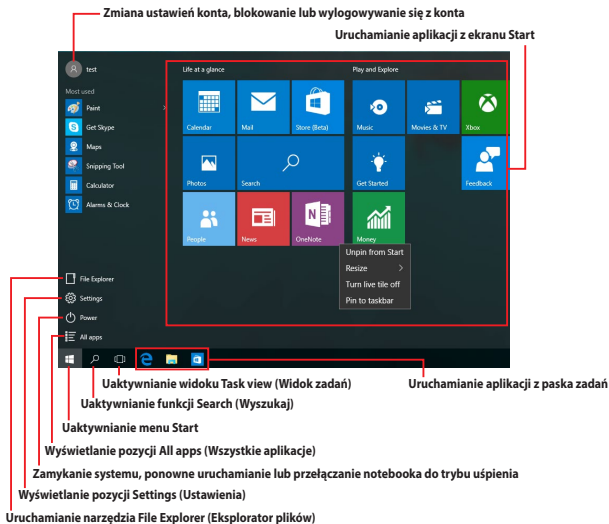 Zmiana ustawień konta, blokowanie lub wylogowywanie się z konta
Uruchamianie aplikacji z ekranu Start
test
Life at a glance
Play and Explore
Most used
Paint
Get Skype
Maps
Snipping Tool
Calculator
Alarms & Clock
Calendar
Mail
Store (Beta)
Music
Movies & TV
Xbox
Photos
Search
Get Started
Feedback
People
News
OneNote
Money
Unpin from Start
Resize
Turn live tile off
Pin to taskbar
File Explorer
Settings
Power
All apps
Uaktywnianie widoku Task view (Widok zadań)
Uruchamianie aplikacji z paska zadań
Uaktywnianie funkcji Search (Wyszukaj)
Uaktywnianie menu Start
Wyświetlanie pozycji All apps (Wszystkie aplikacje)
Zamykanie systemu, ponowne uruchamianie lub przełączanie notebooka do trybu uśpienia
Wyświetlanie pozycji Settings (Ustawienia)
Uruchamianie narzędzia File Explorer (Eksplorator plików)